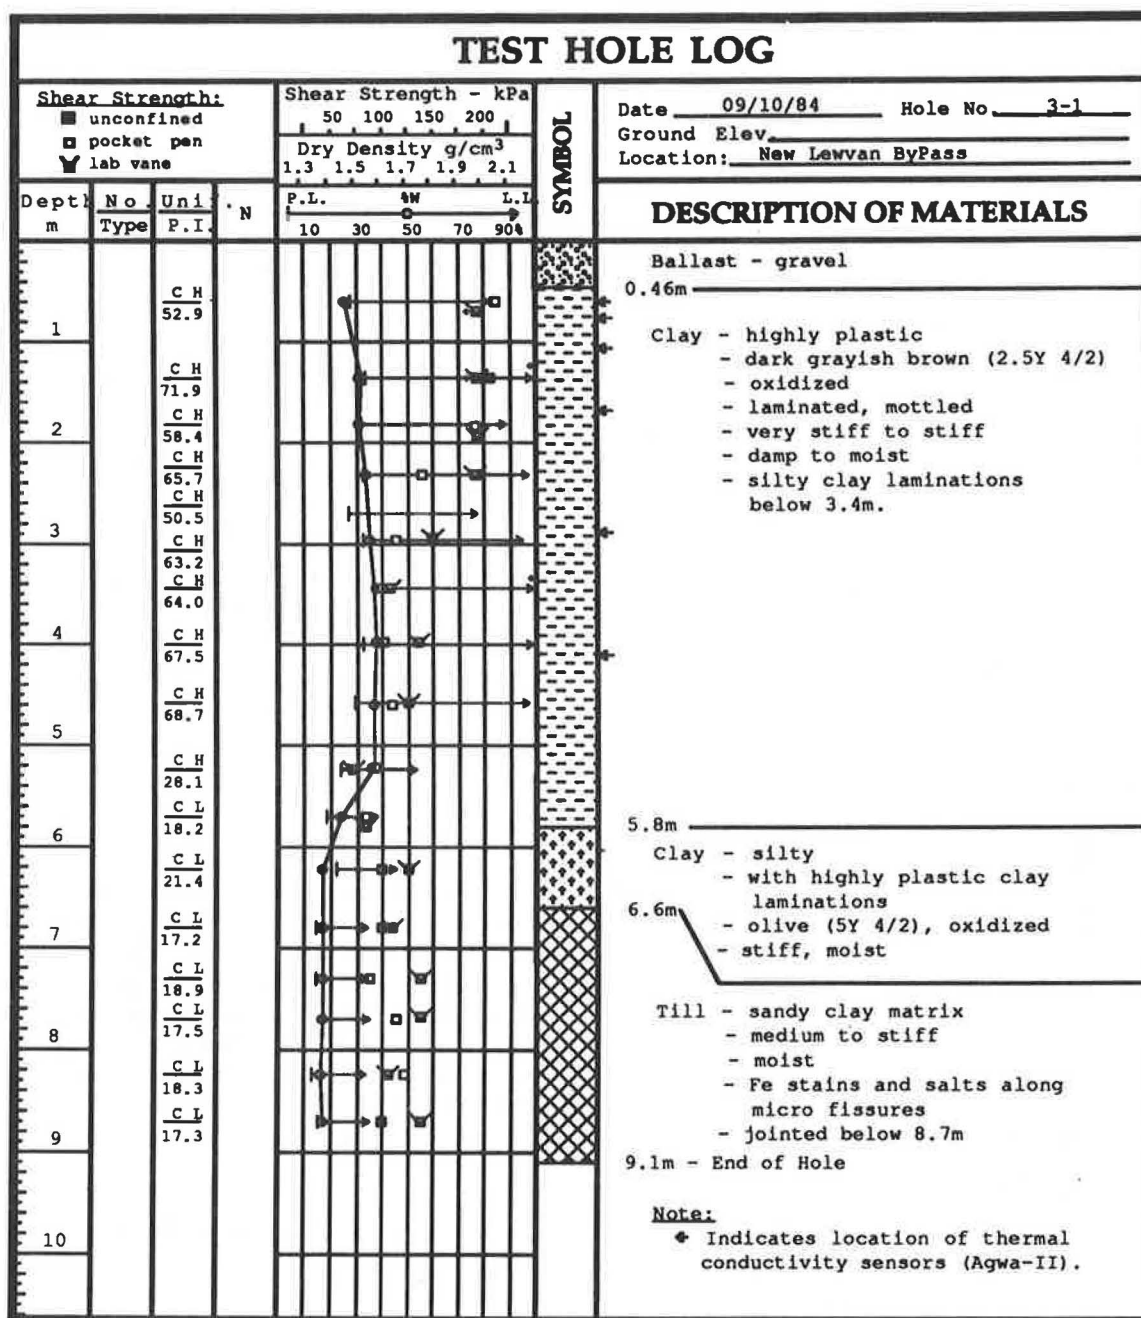 TEST HOLE LOG
Shear Strength:
unconfined
pocket pen
lab vane
Shear Strength - kPa
50 100 150 200
Dry Density g/cm3
1.3 1.5 1.7 1.9 2.1
SYMBOL
Date 09/10/84 Hole No. 3-1
Ground Elev.
Location: New Lewvan ByPass
Depth m
No. Type
Uni. P.I.
N
P.L. %W L.L.
10 30 50 70 90%
DESCRIPTION OF MATERIALS
Ballast - gravel
0.46m
C H
52.9
1
Clay - highly plastic
- dark grayish brown (2.5Y 4/2)
- oxidized
- laminated, mottled
- very stiff to stiff
- damp to moist
- silty clay laminations
below 3.4m.
C H
71.9
C H
58.4
2
C H
65.7
C H
50.5
3
C H
63.2
C H
64.0
4
C H
67.5
C H
68.7
5
C H
28.1
C L
18.2
5.8m
6
Clay - silty
- with highly plastic clay
laminations
6.6m
- olive (5Y 4/2), oxidized
- stiff, moist
C L
21.4
C L
17.2
7
C L
18.9
C L
17.5
8
Till - sandy clay matrix
- medium to stiff
- moist
- Fe stains and salts along
micro fissures
- jointed below 8.7m
C L
18.3
C L
17.3
9
9.1m - End of Hole
10
Note:
Indicates location of thermal
conductivity sensors (Agwa-II).